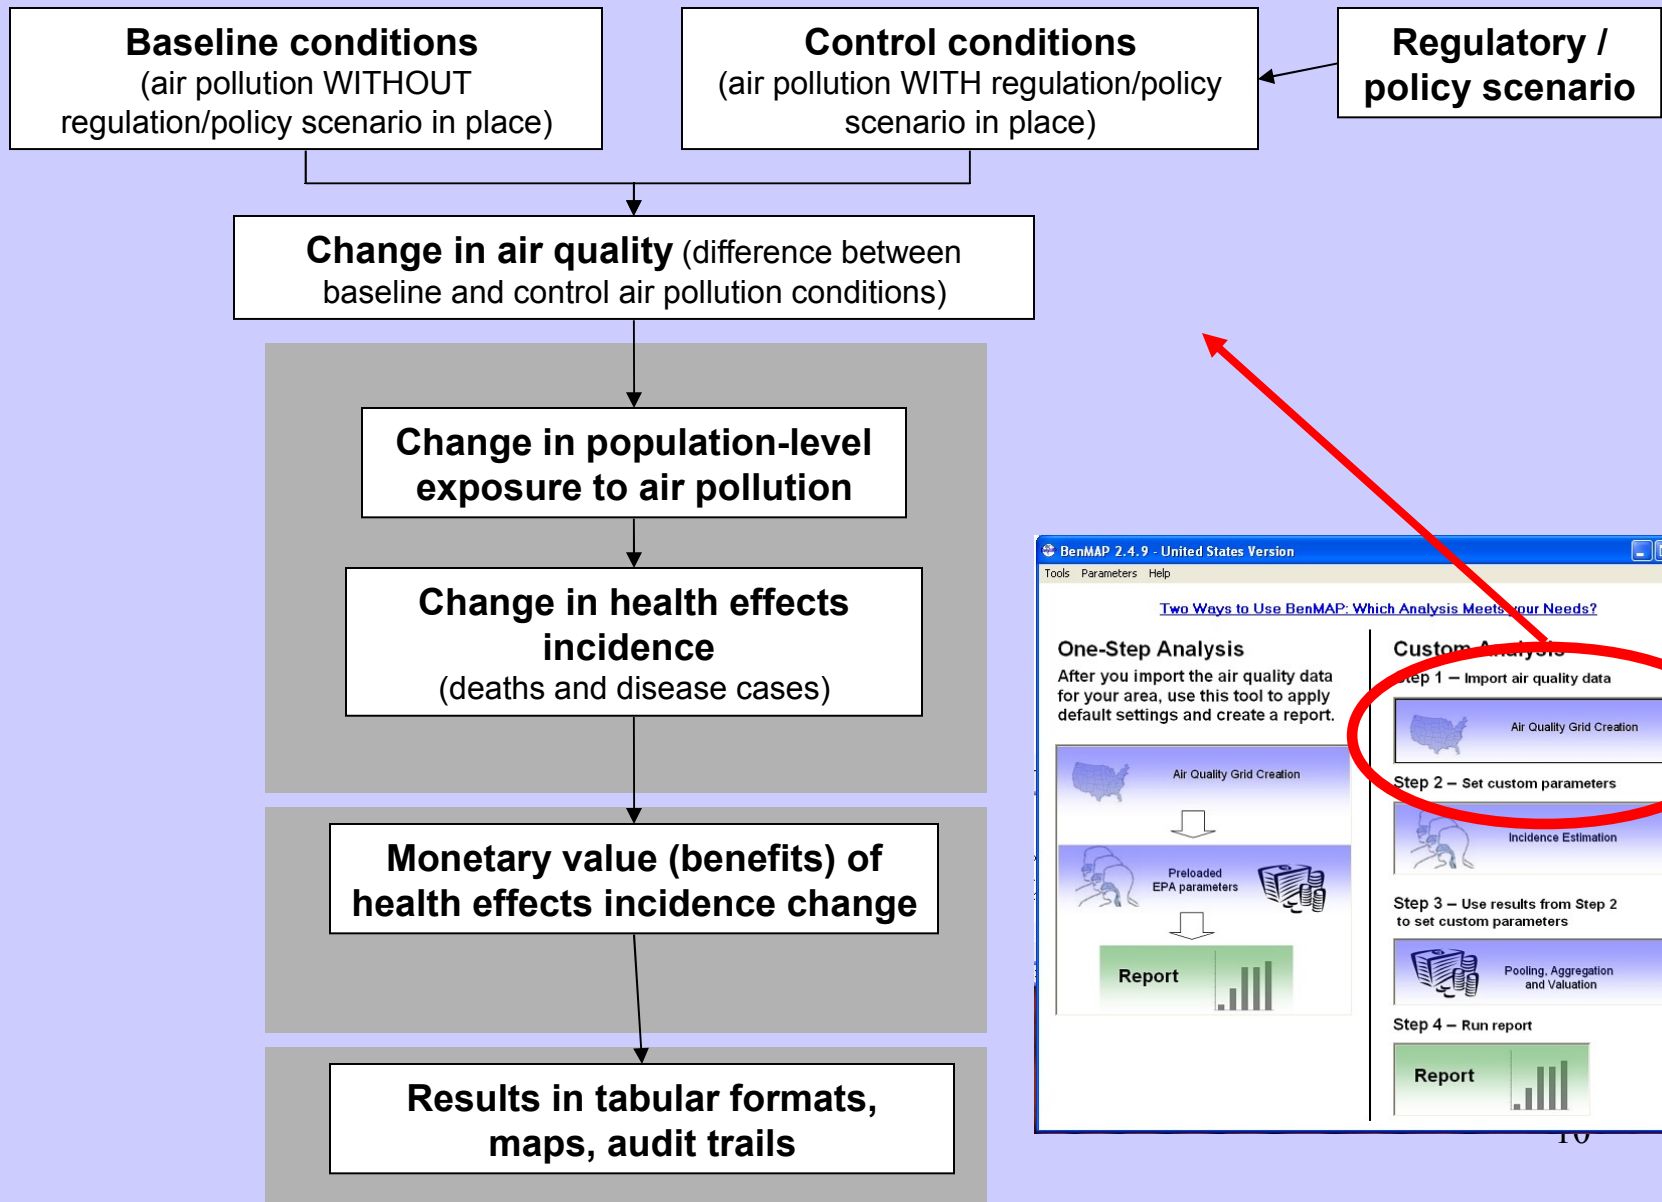 Baseline conditions
(air pollution WITHOUT
regulation/policy scenario in place)
Control conditions
(air pollution WITH regulation/policy
scenario in place)
Regulatory /
policy scenario
Change in air quality (difference between
baseline and control air pollution conditions)
Change in population-level
exposure to air pollution
Change in health effects
incidence
(deaths and disease cases)
Monetary value (benefits) of
health effects incidence change
Results in tabular formats,
maps, audit trails
BenMAP 2.4.9 - United States Version
Tools Parameters Help
Two Ways to Use BenMAP: Which Analysis Meets your Needs?
One-Step Analysis
After you import the air quality data
for your area, use this tool to apply
default settings and create a report.
Air Quality Grid Creation
Preloaded
EPA parameters
Report
Custom Analysis
Step 1 – Import air quality data
Air Quality Grid Creation
Step 2 – Set custom parameters
Incidence Estimation
Step 3 – Use results from Step 2
to set custom parameters
Pooling, Aggregation
and Valuation
Step 4 – Run report
Report